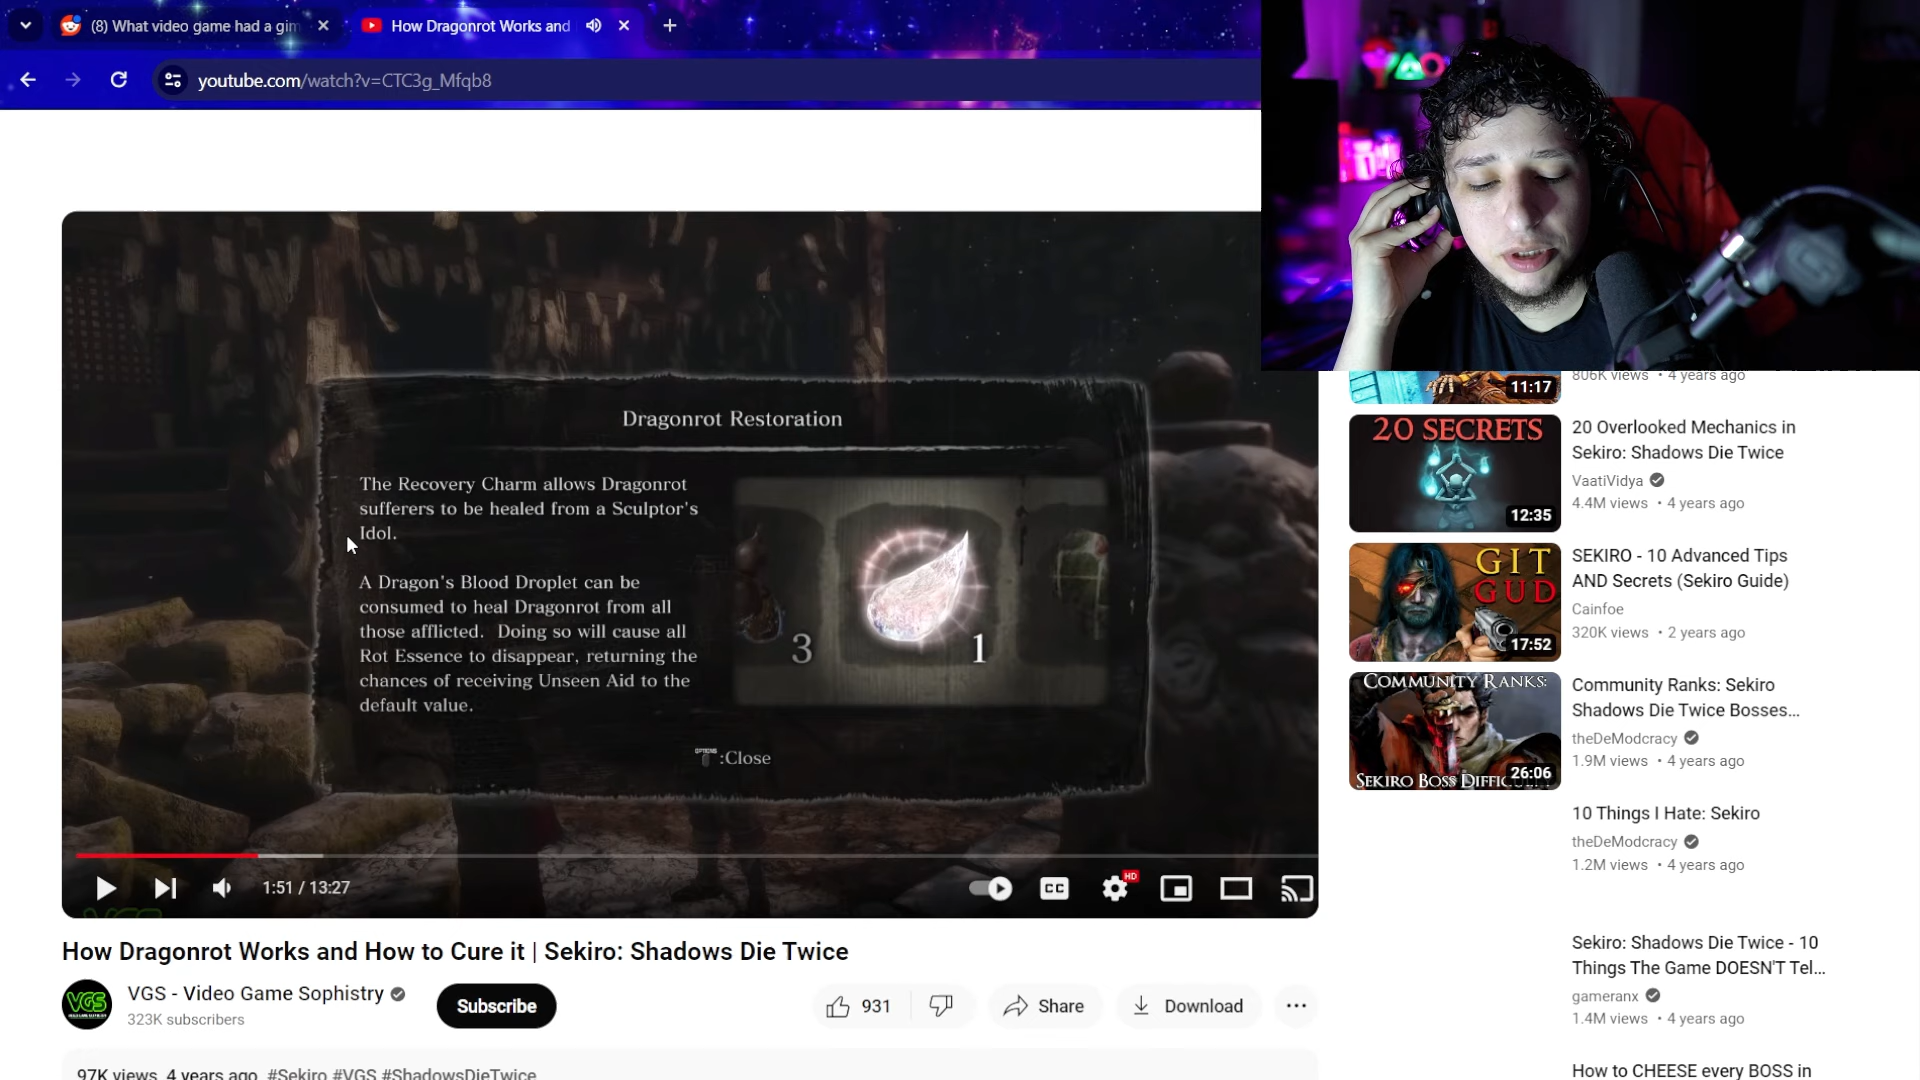 (8) What video game had a gim
How Dragonrot Works and
youtube.com/watch?v=CTC3g_Mfqb8
Dragonrot Restoration
The Recovery Charm allows Dragonrot
sufferers to be healed from a Sculptor's
Idol.
A Dragon's Blood Droplet can be
consumed to heal Dragonrot from all
those afflicted. Doing so will cause all
Rot Essence to disappear, returning the
chances of receiving Unseen Aid to the
default value.
3
1
OPTIONS :Close
1:51 / 13:27
CC
HD
How Dragonrot Works and How to Cure it | Sekiro: Shadows Die Twice
VGS
VGS - Video Game Sophistry
323K subscribers
Subscribe
931
Share
Download
97K views 4 years ago #Sekiro #VGS #ShadowsDieTwice
11:17
806K views • 4 years ago
20 SECRETS
12:35
20 Overlooked Mechanics in
Sekiro: Shadows Die Twice
VaatiVidya
4.4M views • 4 years ago
GIT
GUD
17:52
SEKIRO - 10 Advanced Tips
AND Secrets (Sekiro Guide)
Cainfoe
320K views • 2 years ago
COMMUNITY RANKS:
SEKIRO BOSS
26:06
Community Ranks: Sekiro
Shadows Die Twice Bosses...
theDeModcracy
1.9M views • 4 years ago
10 Things I Hate: Sekiro
theDeModcracy
1.2M views • 4 years ago
Sekiro: Shadows Die Twice - 10
Things The Game DOESN'T Tel...
gameranx
1.4M views • 4 years ago
How to CHEESE every BOSS in